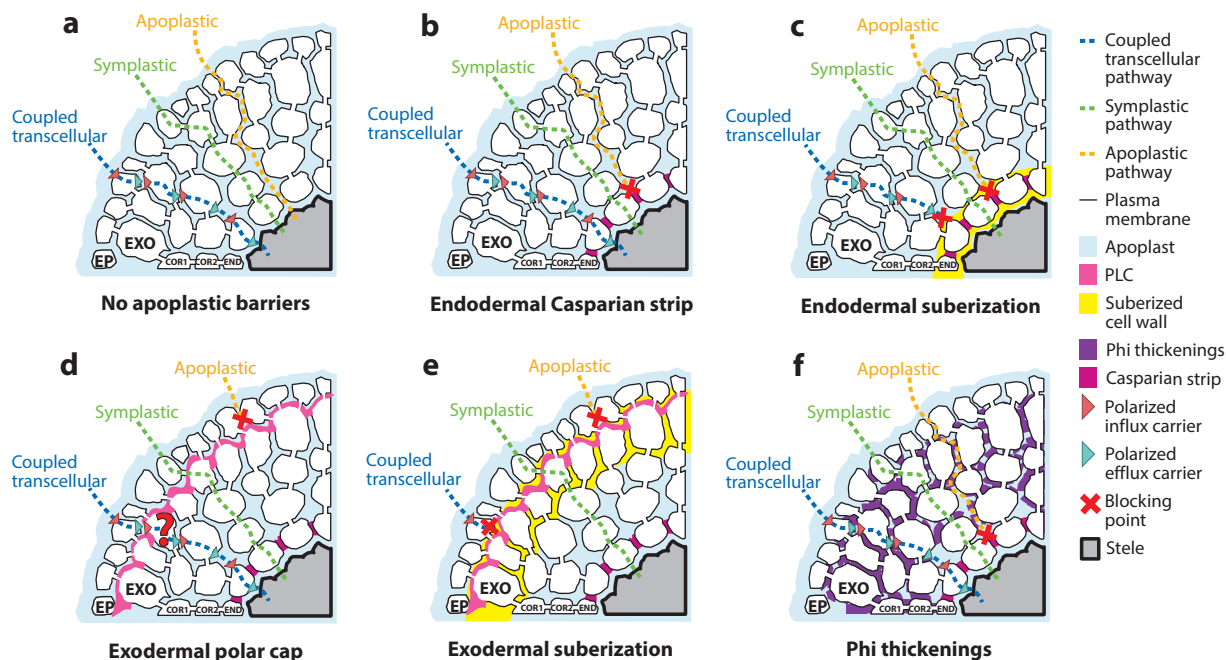 a
Apoplastic
Symplastic
Coupled
transcellular
EXO
EP
COR1
COR2
END
No apoplastic barriers
b
Apoplastic
Symplastic
Coupled
transcellular
EXO
EP
COR1
COR2
END
Endodermal Casparian strip
c
Apoplastic
Symplastic
Coupled
transcellular
EXO
EP
COR1
COR2
END
Endodermal suberization
d
Apoplastic
Symplastic
Coupled
transcellular
?
EXO
EP
COR1
COR2
END
Exodermal polar cap
e
Apoplastic
Symplastic
Coupled
transcellular
EXO
EP
COR1
COR2
END
Exodermal suberization
f
Apoplastic
Symplastic
Coupled
transcellular
EXO
EP
COR1
COR2
END
Phi thickenings
Coupled
transcellular
pathway
Symplastic
pathway
Apoplastic
pathway
Plasma
membrane
Apoplast
PLC
Suberized
cell wall
Phi thickenings
Casparian strip
Polarized
influx carrier
Polarized
efflux carrier
Blocking
point
Stele